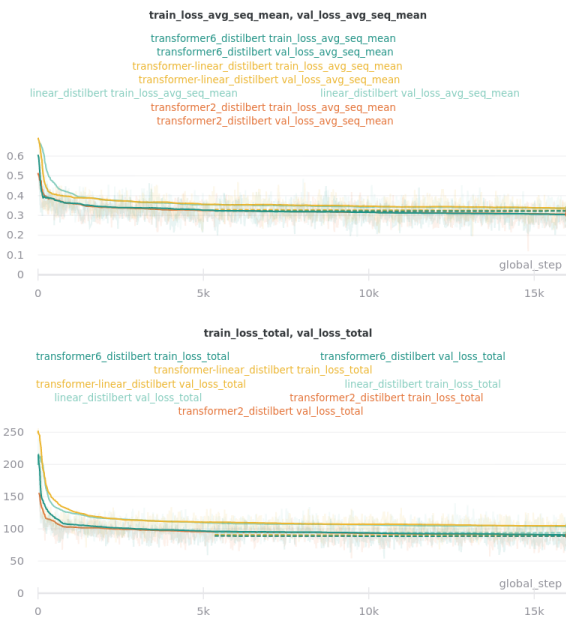 train_loss_avg_seq_mean, val_loss_avg_seq_mean
transformer6_distilbert train_loss_avg_seq_mean
transformer6_distilbert val_loss_avg_seq_mean
transformer-linear_distilbert train_loss_avg_seq_mean
transformer-linear_distilbert val_loss_avg_seq_mean
linear_distilbert train_loss_avg_seq_mean linear_distilbert val_loss_avg_seq_mean
transformer2_distilbert train_loss_avg_seq_mean
transformer2_distilbert val_loss_avg_seq_mean
0.6
0.5
0.4
0.3
0.2
0.1
0
global_step
0 5k 10k 15k
train_loss_total, val_loss_total
transformer6_distilbert train_loss_total transformer6_distilbert val_loss_total
transformer-linear_distilbert train_loss_total
transformer-linear_distilbert val_loss_total linear_distilbert train_loss_total
linear_distilbert val_loss_total transformer2_distilbert train_loss_total
transformer2_distilbert val_loss_total
250
200
150
100
50
0
global_step
0 5k 10k 15k